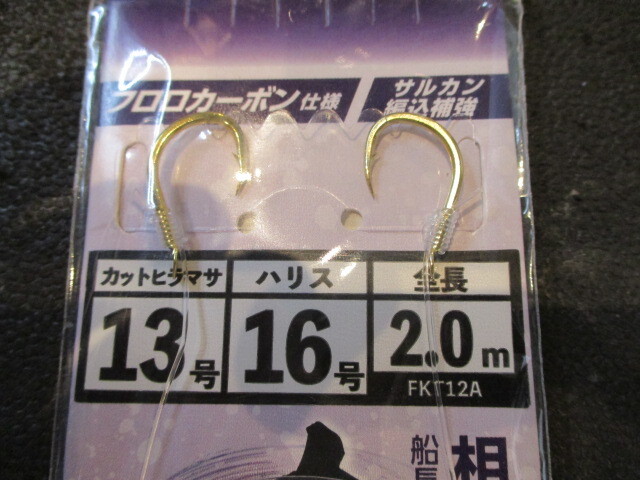 フロロカーボン仕様
サルカン
編込補強
カットヒラマサ
13号
ハリス
16号
全長
2.0m
FKT12A
船長
相